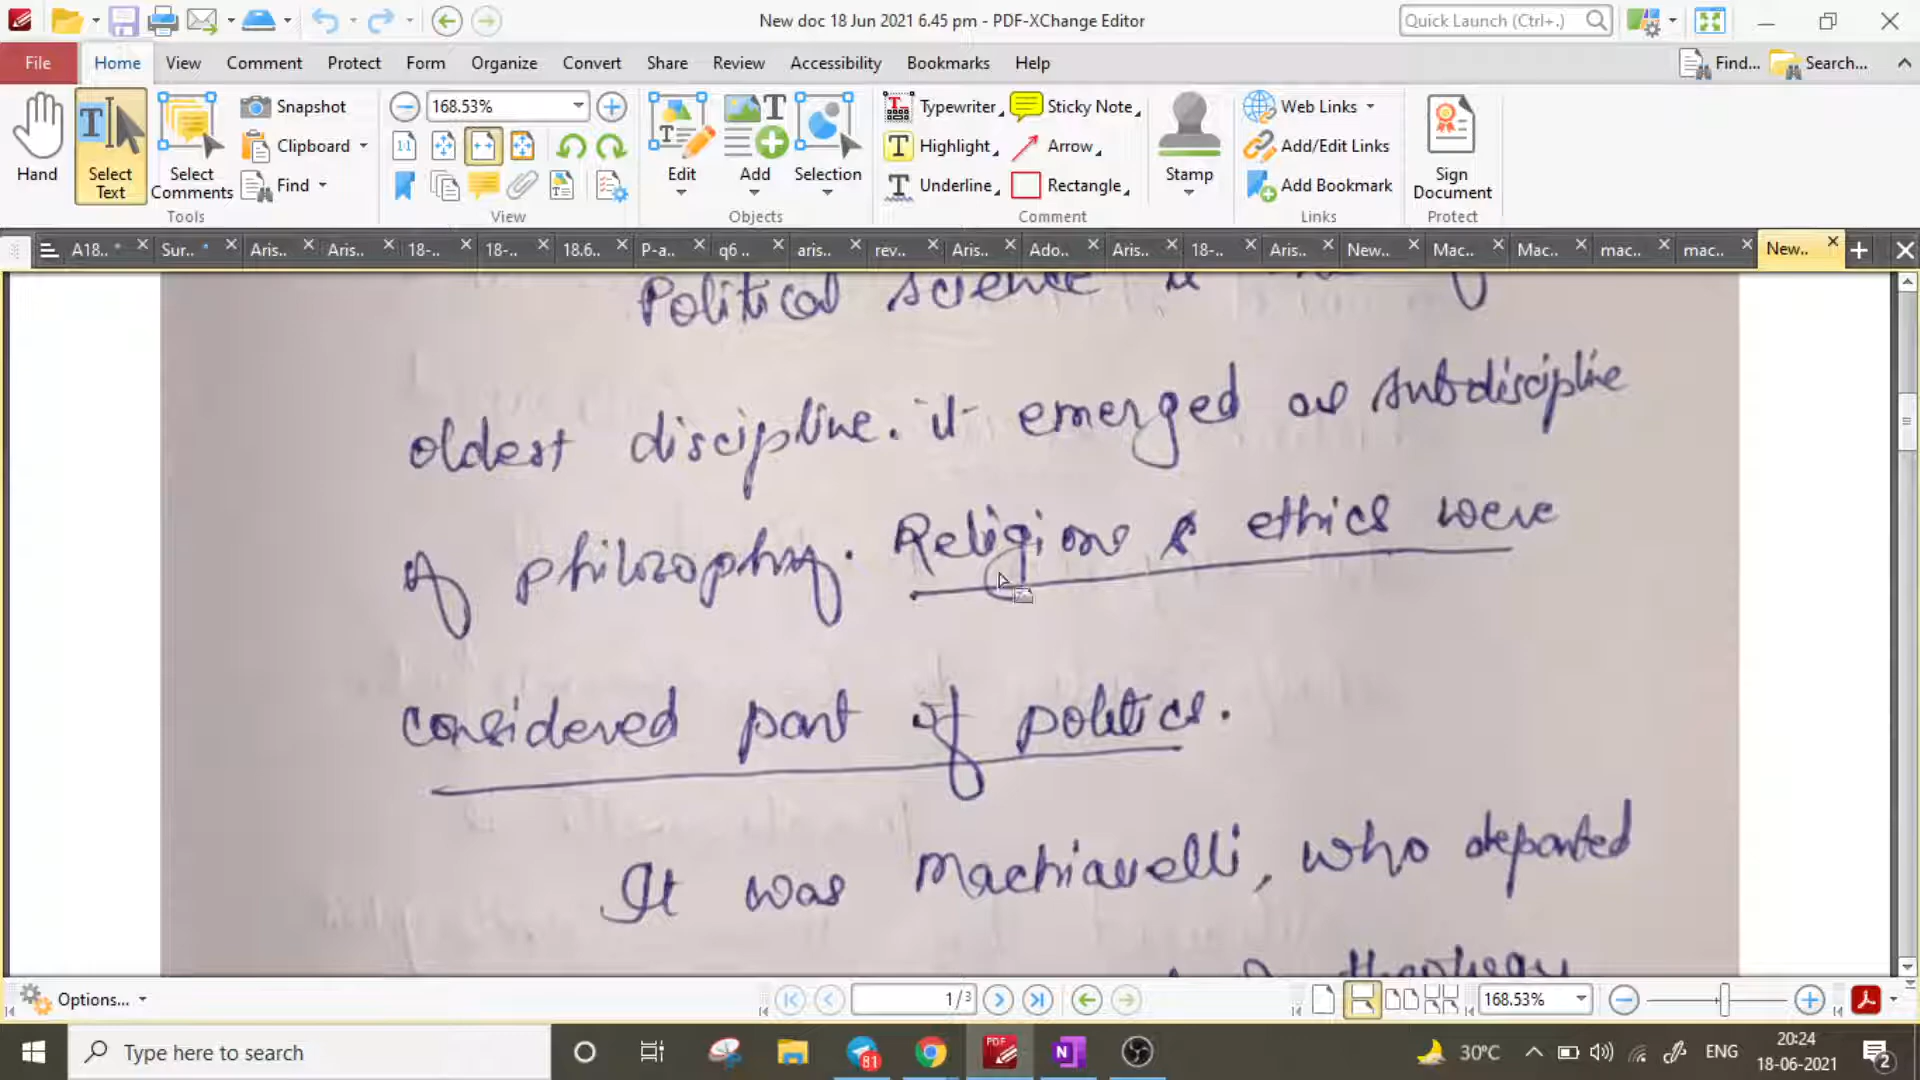 New doc 18 Jun 2021 6.45 pm - PDF-XChange Editor
Quick Launch (Ctrl+.)
File Home View Comment Protect Form Organize Convert Share Review Accessibility Bookmarks Help Find... Search...
Hand
Select Text
Select Comments
Snapshot
Clipboard
Find
Tools
168.53%
View
Edit
Add
Selection
Objects
Typewriter
Sticky Note
Highlight
Arrow
Underline
Rectangle
Comment
Stamp
Web Links
Add/Edit Links
Add Bookmark
Links
Sign Document
Protect
A18.. * Sur.. * Aris.. Aris.. 18-.. 18-.. 18.6.. P-a.. q6 .. aris.. rev.. Aris.. Ado.. Aris.. 18-.. Aris.. New.. Mac.. Mac.. mac.. mac.. New..
Political science is
oldest discipline. it emerged as subdiscipline
of philosophy. Religions & ethics were
considered part of politics.
It was Machiavelli, who departed
Options...
1/3
168.53%
Type here to search
81
30°C
ENG
20:24
18-06-2021
2